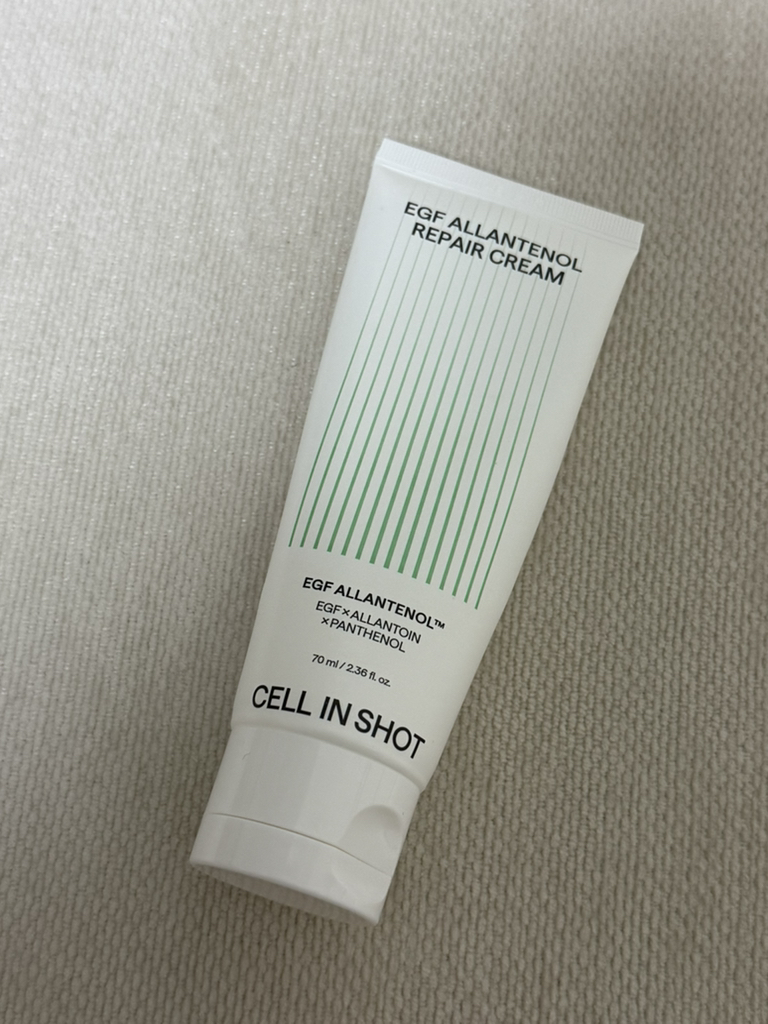 EGF ALLANTENOL
REPAIR CREAM
EGF ALLANTENOL™
EGF×ALLANTOIN
×PANTHENOL
70 ml / 2.36 fl. oz.
CELL IN SHOT